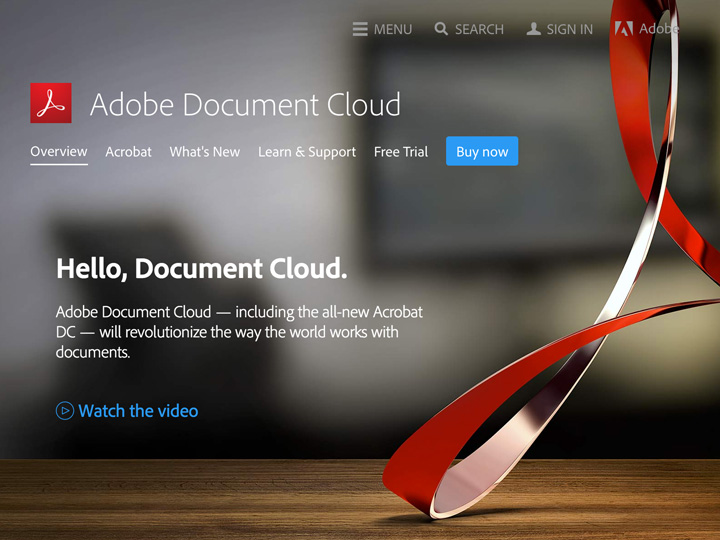 MENU SEARCH SIGN IN Adobe
Adobe Document Cloud
Overview Acrobat What's New Learn & Support Free Trial Buy now
Hello, Document Cloud.
Adobe Document Cloud — including the all-new Acrobat
DC — will revolutionize the way the world works with
documents.
Watch the video